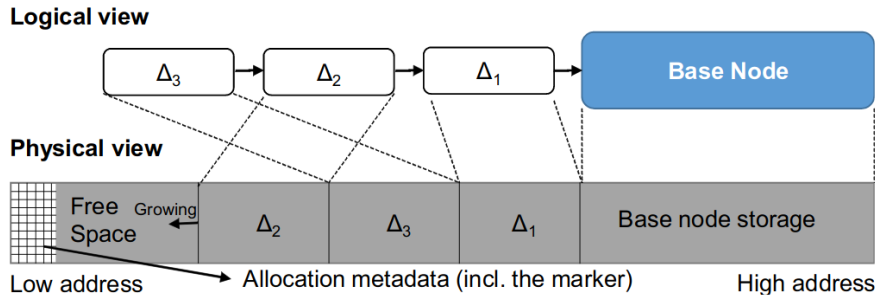 Logical view
Δ3 Δ2 Δ1 Base Node
Physical view
Free Space Growing Δ2 Δ3 Δ1 Base node storage
Low address Allocation metadata (incl. the marker) High address